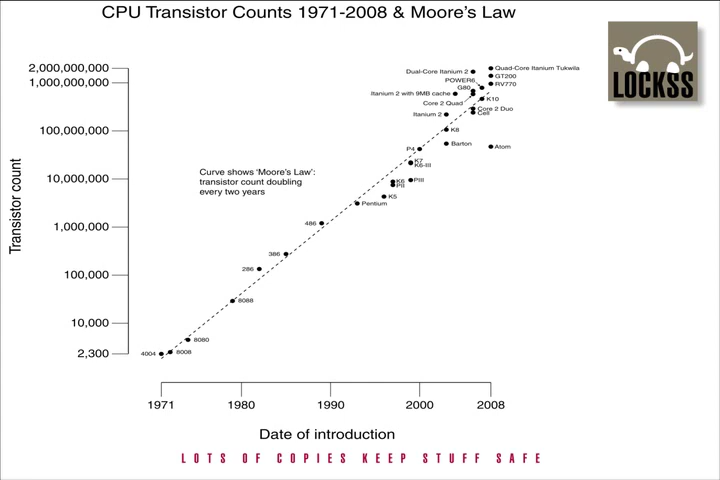 CPU Transistor Counts 1971-2008 & Moore's Law
LOCKSS
2,000,000,000
1,000,000,000
100,000,000
10,000,000
1,000,000
100,000
10,000
2,300
Transistor count
Curve shows 'Moore's Law':
transistor count doubling
every two years
Quad-Core Itanium Tukwila
Dual-Core Itanium 2
GT200
POWER6
RV770
G80
Itanium 2 with 9MB cache
K10
Core 2 Quad
Core 2 Duo
Cell
Itanium 2
K8
Barton
Atom
P4
K7
K6-III
K6
PIII
PII
K5
Pentium
486
386
286
8088
8080
4004
8008
1971
1980
1990
2000
2008
Date of introduction
LOTS OF COPIES KEEP STUFF SAFE